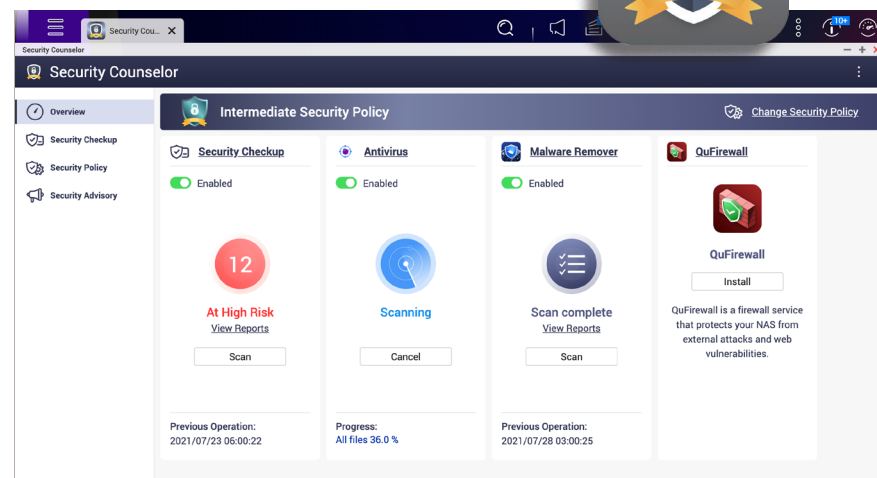 Security Cou... ×
10+
Security Counselor
Security Counselor
Overview
Security Checkup
Security Policy
Security Advisory
Intermediate Security Policy
Change Security Policy
Security Checkup
Enabled
12
At High Risk
View Reports
Scan
Previous Operation:
2021/07/23 06:00:22
Antivirus
Enabled
Scanning
Cancel
Progress:
All files 36.0 %
Malware Remover
Enabled
Scan complete
View Reports
Scan
Previous Operation:
2021/07/28 03:00:25
QuFirewall
QuFirewall
Install
QuFirewall is a firewall service
that protects your NAS from
external attacks and web
vulnerabilities.